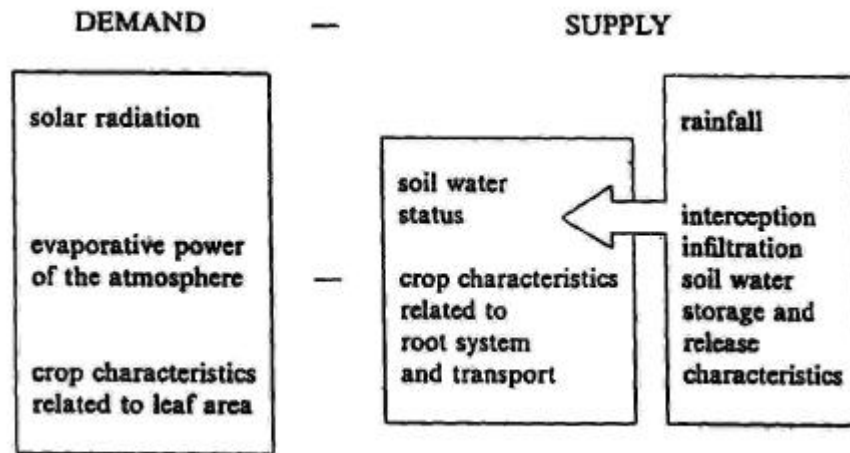 DEMAND — SUPPLY
solar radiation
evaporative power
of the atmosphere
crop characteristics
related to leaf area
—
soil water
status
crop characteristics
related to
root system
and transport
rainfall
interception
infiltration
soil water
storage and
release
characteristics